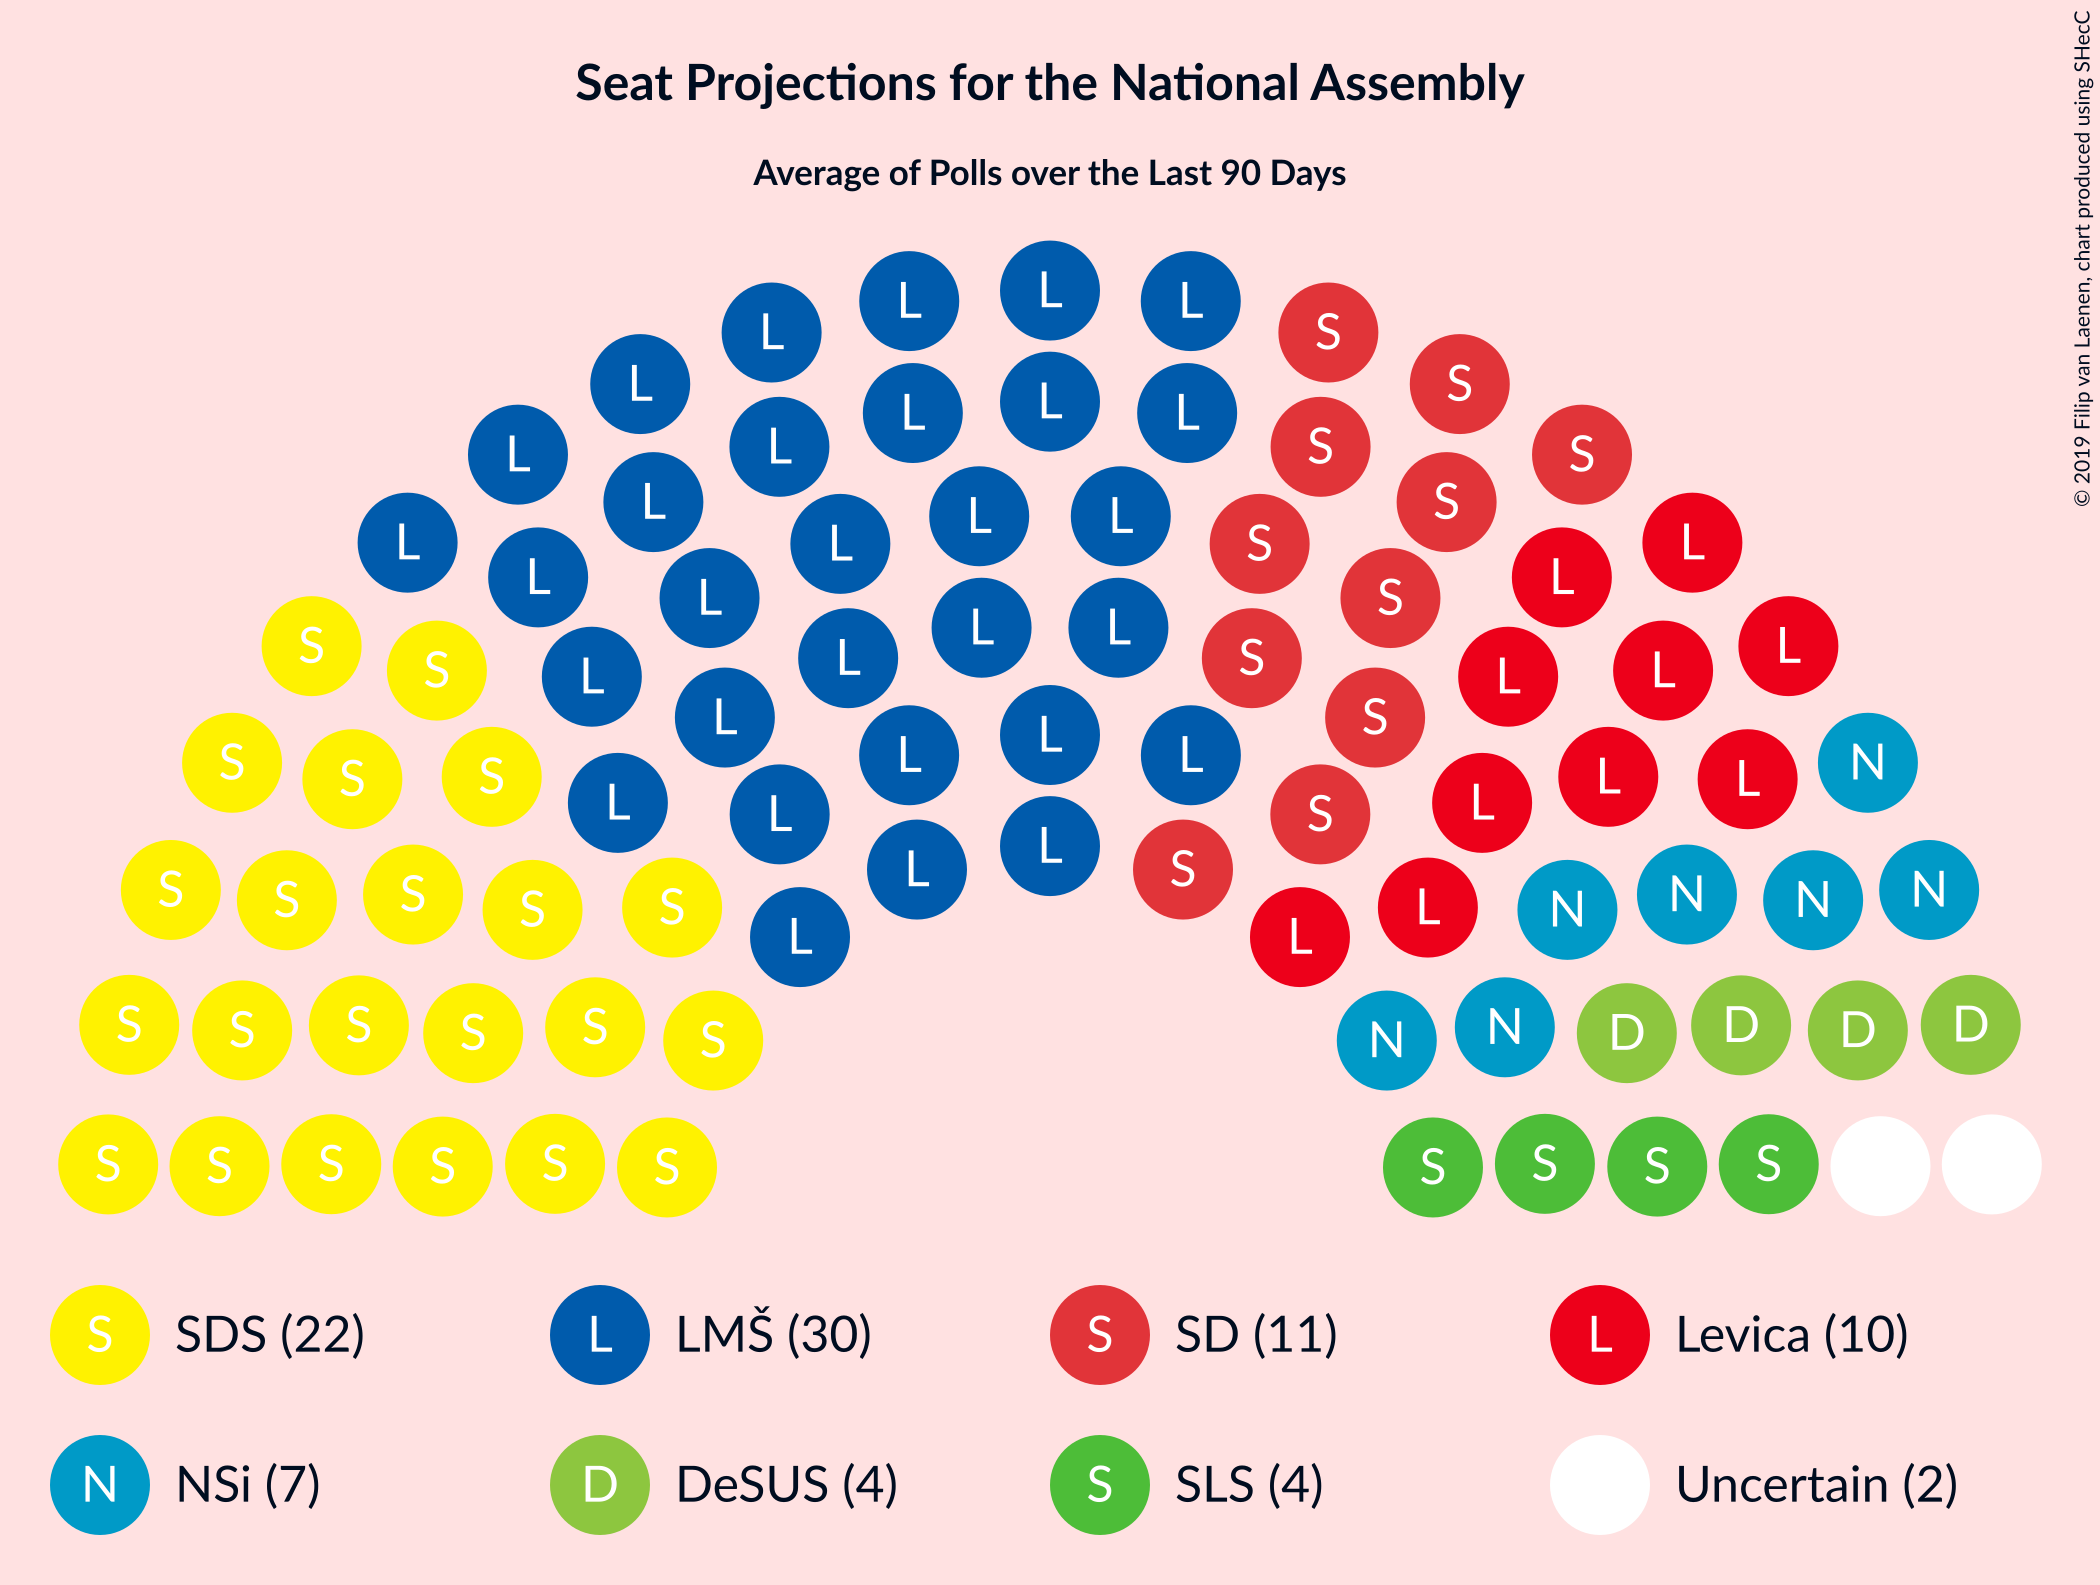 Seat Projections for the National Assembly
Average of Polls over the Last 90 Days
© 2019 Filip van Laenen, chart produced using SHecC
L L L
L L S
L L L S
L L L S
L L S S
L L L S S
L L L L
L L S S
L L L L
S L L S L L
S L L S L L
S S S L L L S L L L N
S S S S S L L L S L L N N N N
S S S S S S L L N N D D D D
S S S S S S S S S S
S SDS (22) L LMŠ (30) S SD (11) L Levica (10)
N NSi (7) D DeSUS (4) S SLS (4) Uncertain (2)